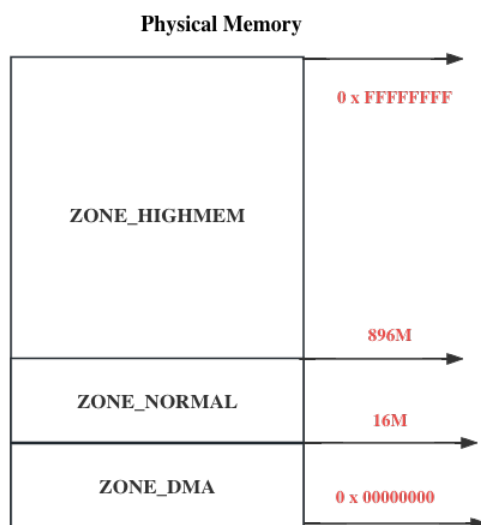 Physical Memory
0 x FFFFFFFF
ZONE_HIGHMEM
896M
ZONE_NORMAL
16M
ZONE_DMA
0 x 00000000